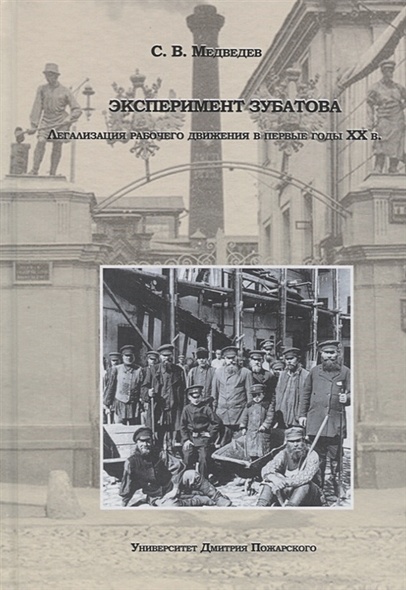 С. В. Медведев
ЭКСПЕРИМЕНТ ЗУБАТОВА
Легализация рабочего движения в первые годы XX в.
Университет Дмитрия Пожарского